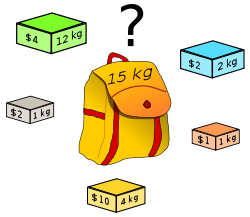 ?
$4 12 kg
15 kg
$2 2 kg
$2 1 kg
$1 1 kg
$10 4 kg